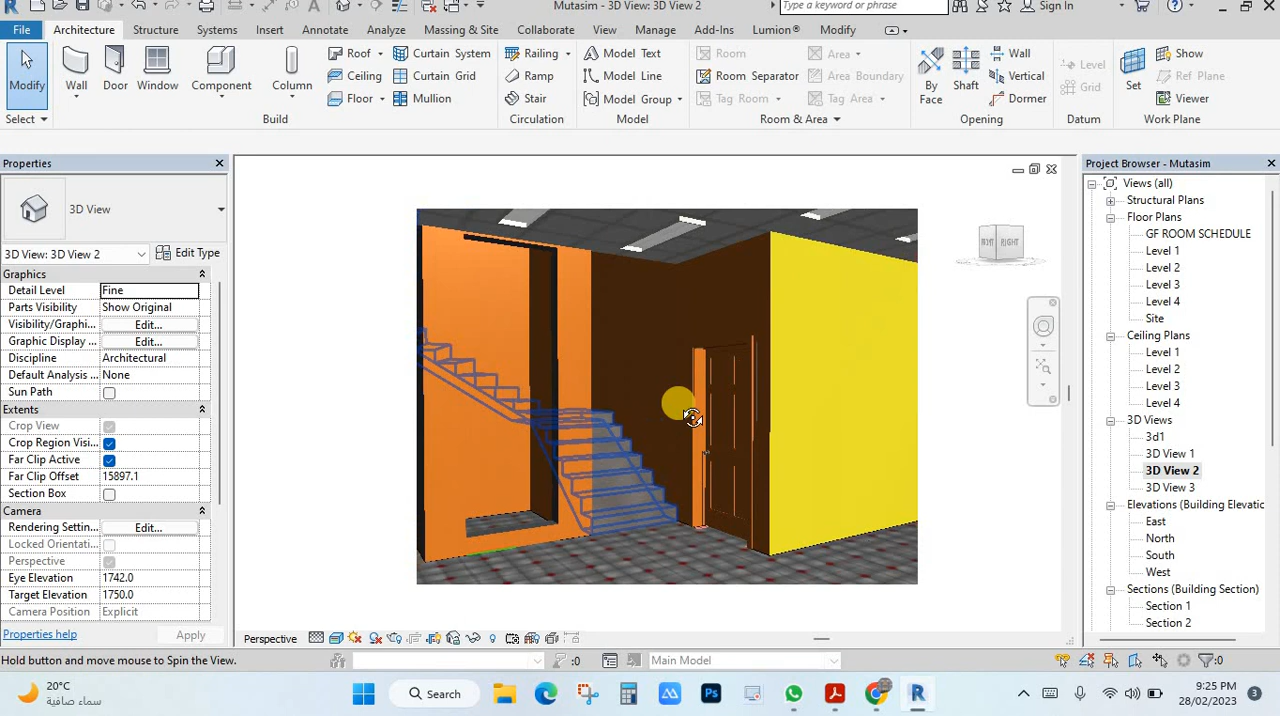 Mutasim - 3D View: 3D View 2
Type a keyword or phrase
Sign In
File Architecture Structure Systems Insert Annotate Analyze Massing & Site Collaborate View Manage Add-Ins Lumion® Modify
Modify
Wall
Door
Window
Component
Column
Roof
Ceiling
Floor
Curtain System
Curtain Grid
Mullion
Railing
Ramp
Stair
Model Text
Model Line
Model Group
Room
Room Separator
Tag Room
Area
Area Boundary
Tag Area
By Face
Shaft
Wall
Vertical
Dormer
Level
Grid
Set
Show
Ref Plane
Viewer
Select Build Circulation Model Room & Area Opening Datum Work Plane
Properties
3D View
3D View: 3D View 2 Edit Type
Graphics
Detail Level Fine
Parts Visibility Show Original
Visibility/Graphi... Edit...
Graphic Display ... Edit...
Discipline Architectural
Default Analysis ... None
Sun Path
Extents
Crop View
Crop Region Visi...
Far Clip Active
Far Clip Offset 15897.1
Section Box
Camera
Rendering Settin... Edit...
Locked Orientati...
Perspective
Eye Elevation 1742.0
Target Elevation 1750.0
Camera Position Explicit
Properties help Apply
RIGHT
Perspective
Project Browser - Mutasim
Views (all)
Structural Plans
Floor Plans
GF ROOM SCHEDULE
Level 1
Level 2
Level 3
Level 4
Site
Ceiling Plans
Level 1
Level 2
Level 3
Level 4
3D Views
3d1
3D View 1
3D View 2
3D View 3
Elevations (Building Elevatio
East
North
South
West
Sections (Building Section)
Section 1
Section 2
Hold button and move mouse to Spin the View.
:0
Main Model
:0
20°C
سماء صافية
Search
Ps
R
9:25 PM
28/02/2023
3